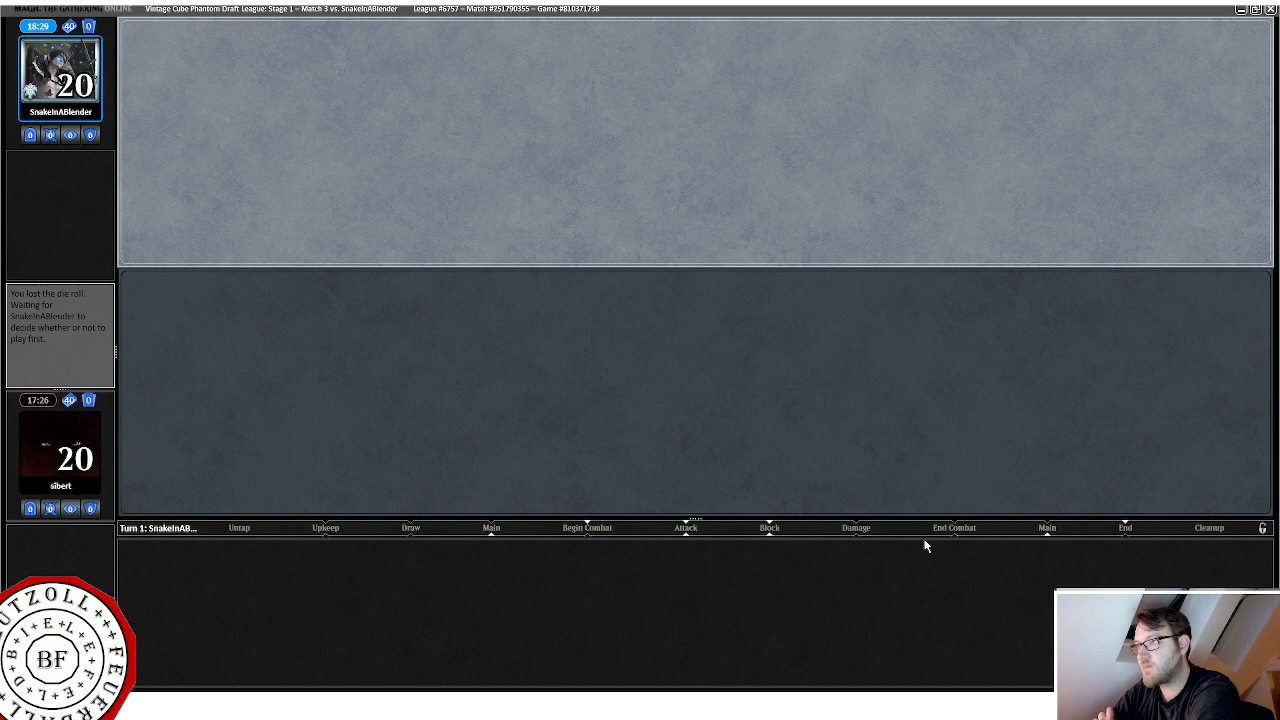 MAGIC THE GATHERING ONLINE
Vintage Cube Phantom Draft League: Stage 1 – Match 3 vs. SnakeInABlender
League #6757 – Match #251790355 – Game #810371738
18:29
40
0
20
SnakeInABlender
0
0
0
0
You lost the die roll.
Waiting for
SnakeInABlender to
decide whether or not to
play first.
17:26
40
0
20
sibert
0
0
0
0
Turn 1: SnakeInAB...
Untap
Upkeep
Draw
Main
Begin Combat
Attack
Block
Damage
End Combat
Main
End
Cleanup
UTZOLL+++FEUERBALL
BIELEFELD
BF